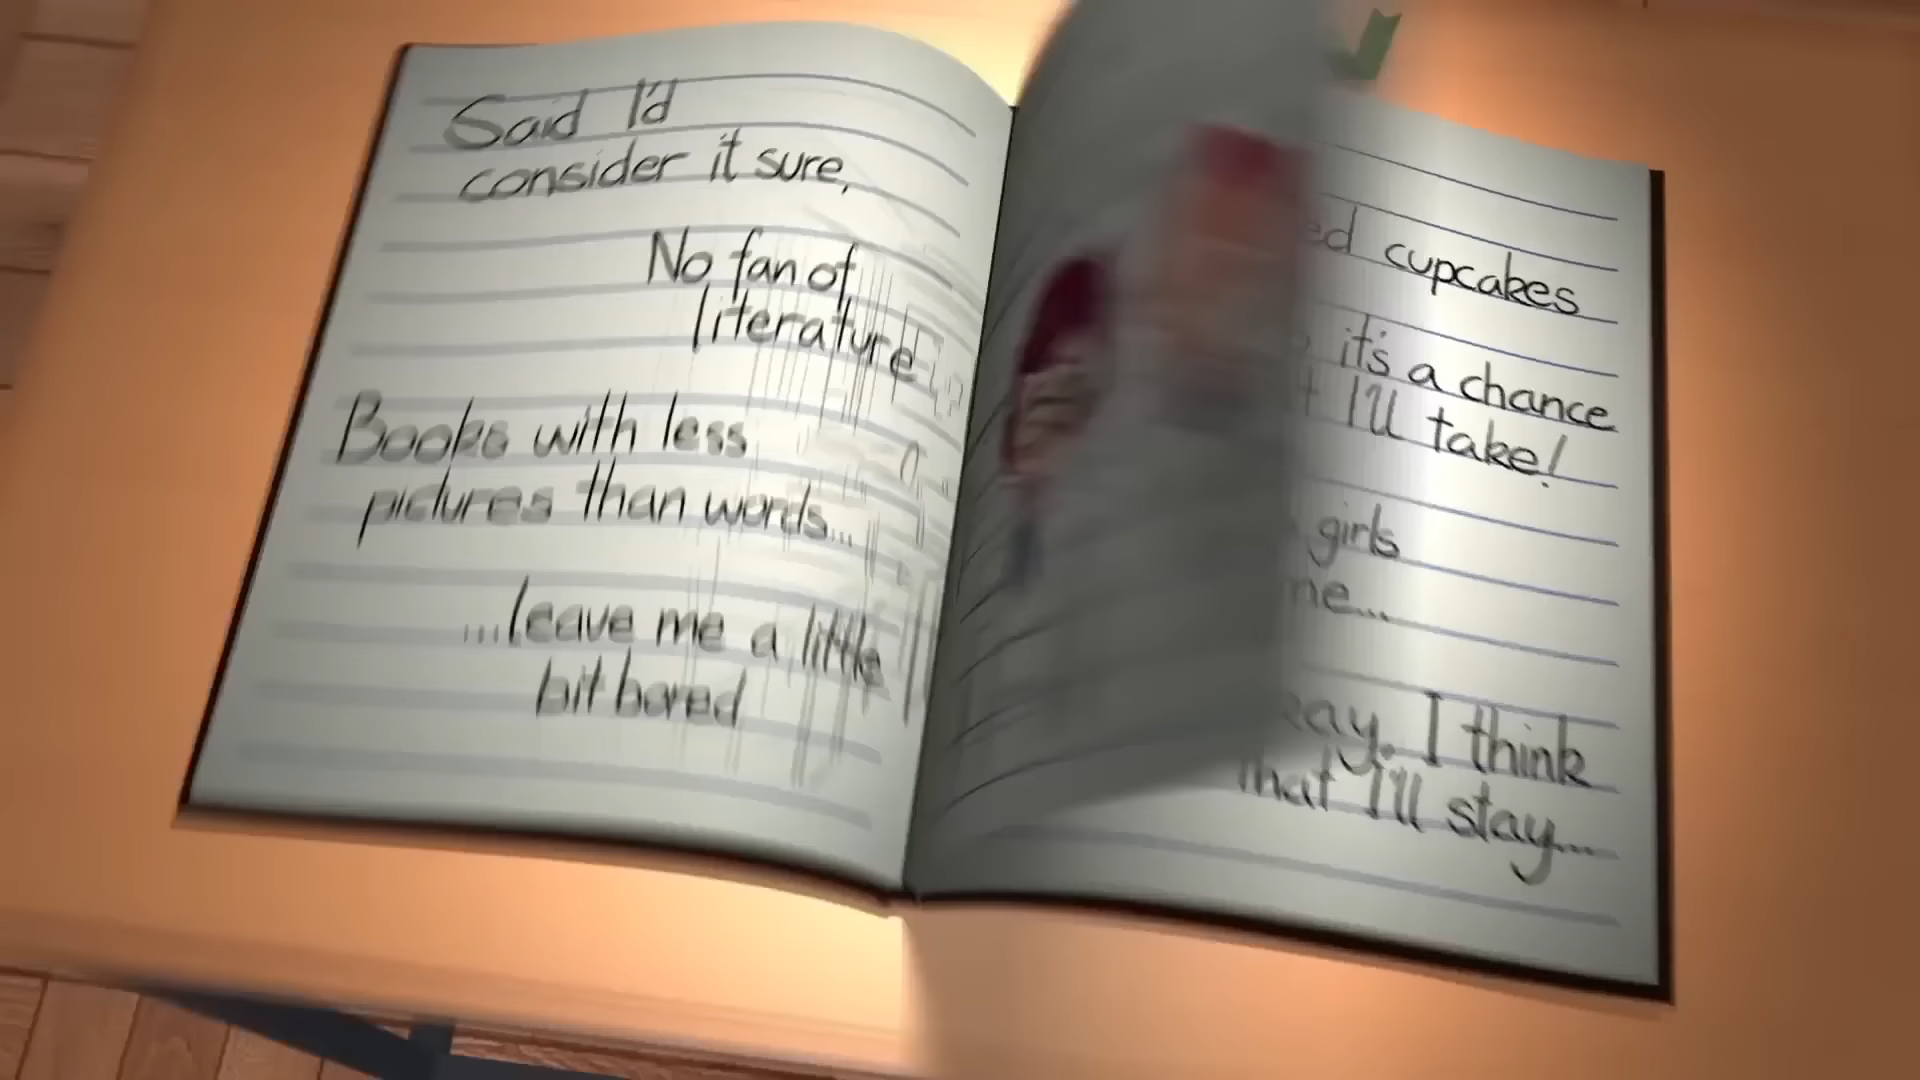 Said I'd
consider it sure,
No fan of
literature
Books with less
pictures than words...
...leave me a little
bit bored
cupcakes
it's a chance
I'll take!
girls
I think
that I'll stay...